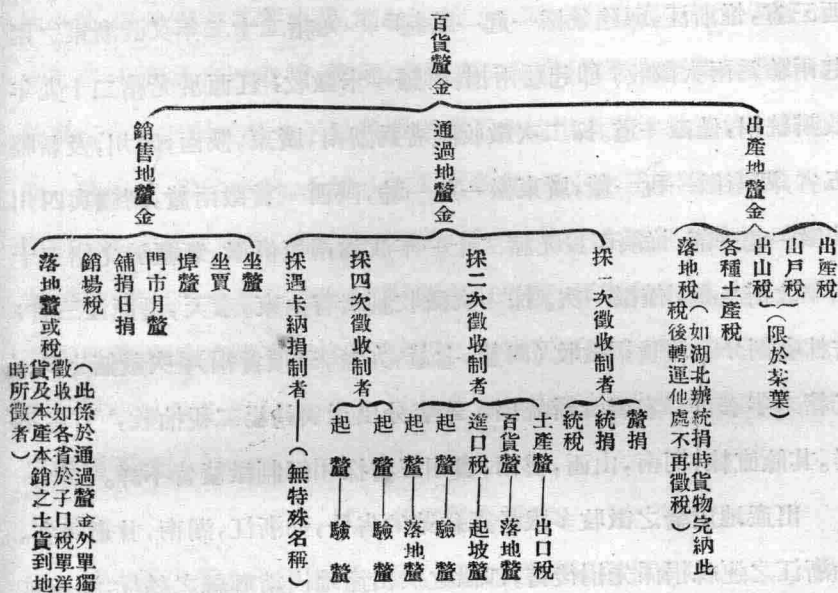 百貨釐金
出產地釐金
出產稅
山戶稅
出山稅
(限於茶葉)
各種土產稅
落地稅(如湖北辦統捐時貨物完納此
稅後轉運他處不再徵稅)
通過地釐金
採一次徵收制者
釐捐
統捐
統稅
採二次徵收制者
土產釐——出口稅
百貨釐——落地釐
進口稅——起坡釐
起釐——驗釐
起釐——落地釐
採四次徵收制者
起釐——驗釐
起釐——驗釐
採遇卡納捐制者——(無特殊名稱)
銷售地釐金
坐釐
坐賈
埠釐
門市月釐
舖捐日捐
銷場稅
落地釐或稅
(此係於通過釐金外單獨
徵收如各省於子口稅單洋
貨及本產本銷之土貨到地
時所徵者)